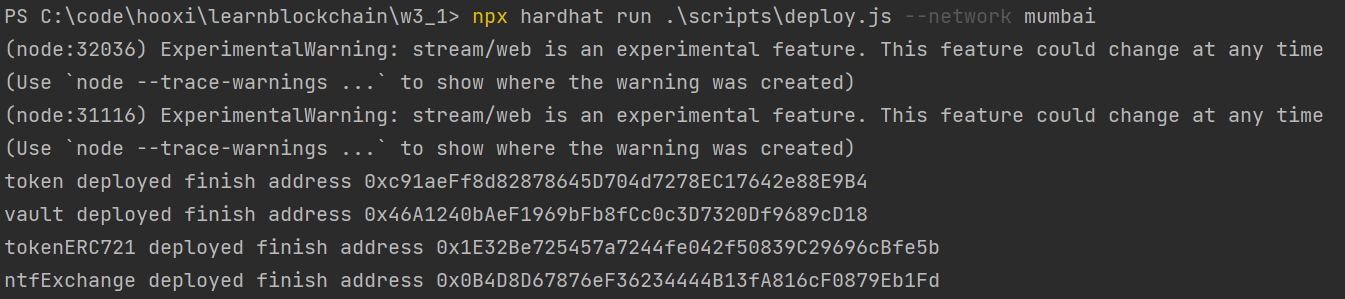 PS C:\code\hooxi\learnblockchain\w3_1> npx hardhat run .\scripts\deploy.js --network mumbai
(node:32036) ExperimentalWarning: stream/web is an experimental feature. This feature could change at any time
(Use `node --trace-warnings ...` to show where the warning was created)
(node:31116) ExperimentalWarning: stream/web is an experimental feature. This feature could change at any time
(Use `node --trace-warnings ...` to show where the warning was created)
token deployed finish address 0xc91aeFf8d82878645D704d7278EC17642e88E9B4
vault deployed finish address 0x46A1240bAeF1969bFb8fCc0c3D7320Df9689cD18
tokenERC721 deployed finish address 0x1E32Be725457a7244fe042f50839C29696cBfe5b
ntfExchange deployed finish address 0x0B4D8D67876eF36234444B13fA816cF0879Eb1Fd